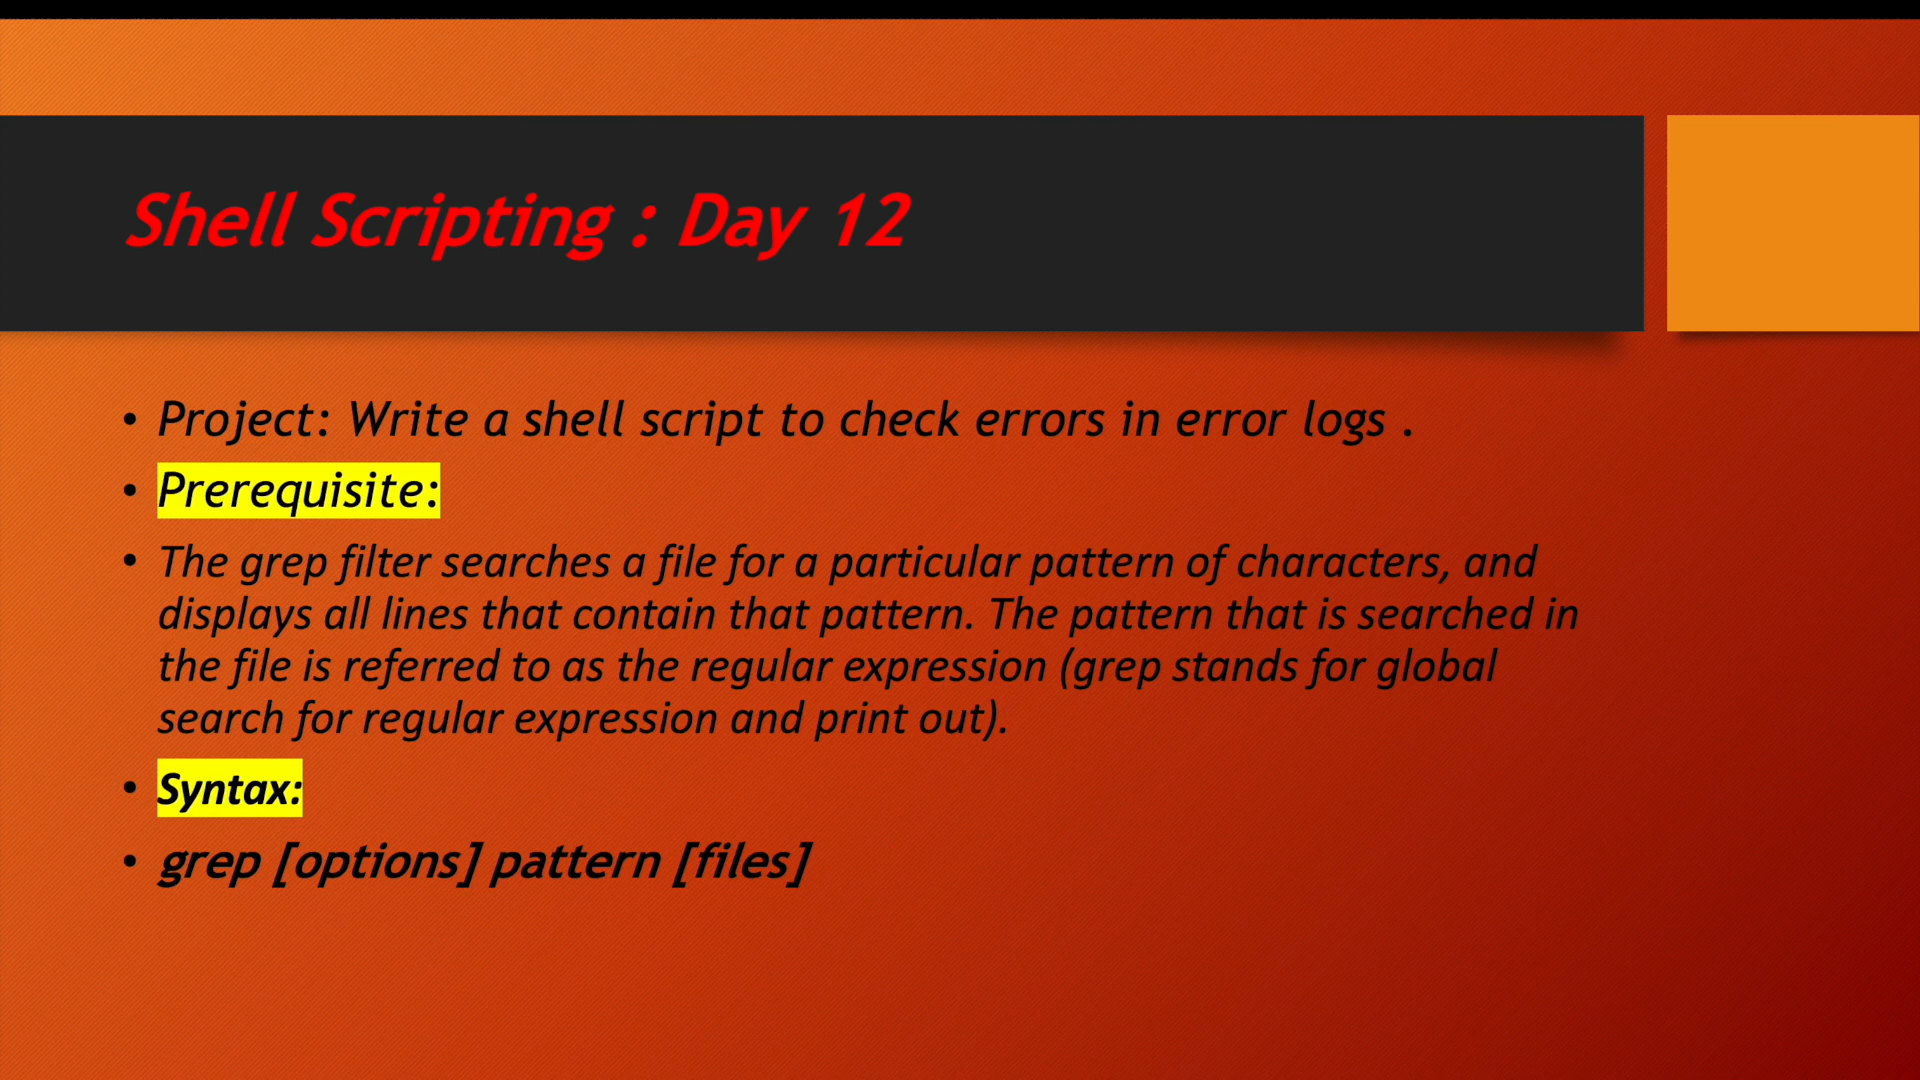 Shell Scripting : Day 12
• Project: Write a shell script to check errors in error logs .
• Prerequisite:
• The grep filter searches a file for a particular pattern of characters, and
displays all lines that contain that pattern. The pattern that is searched in
the file is referred to as the regular expression (grep stands for global
search for regular expression and print out).
• Syntax:
• grep [options] pattern [files]